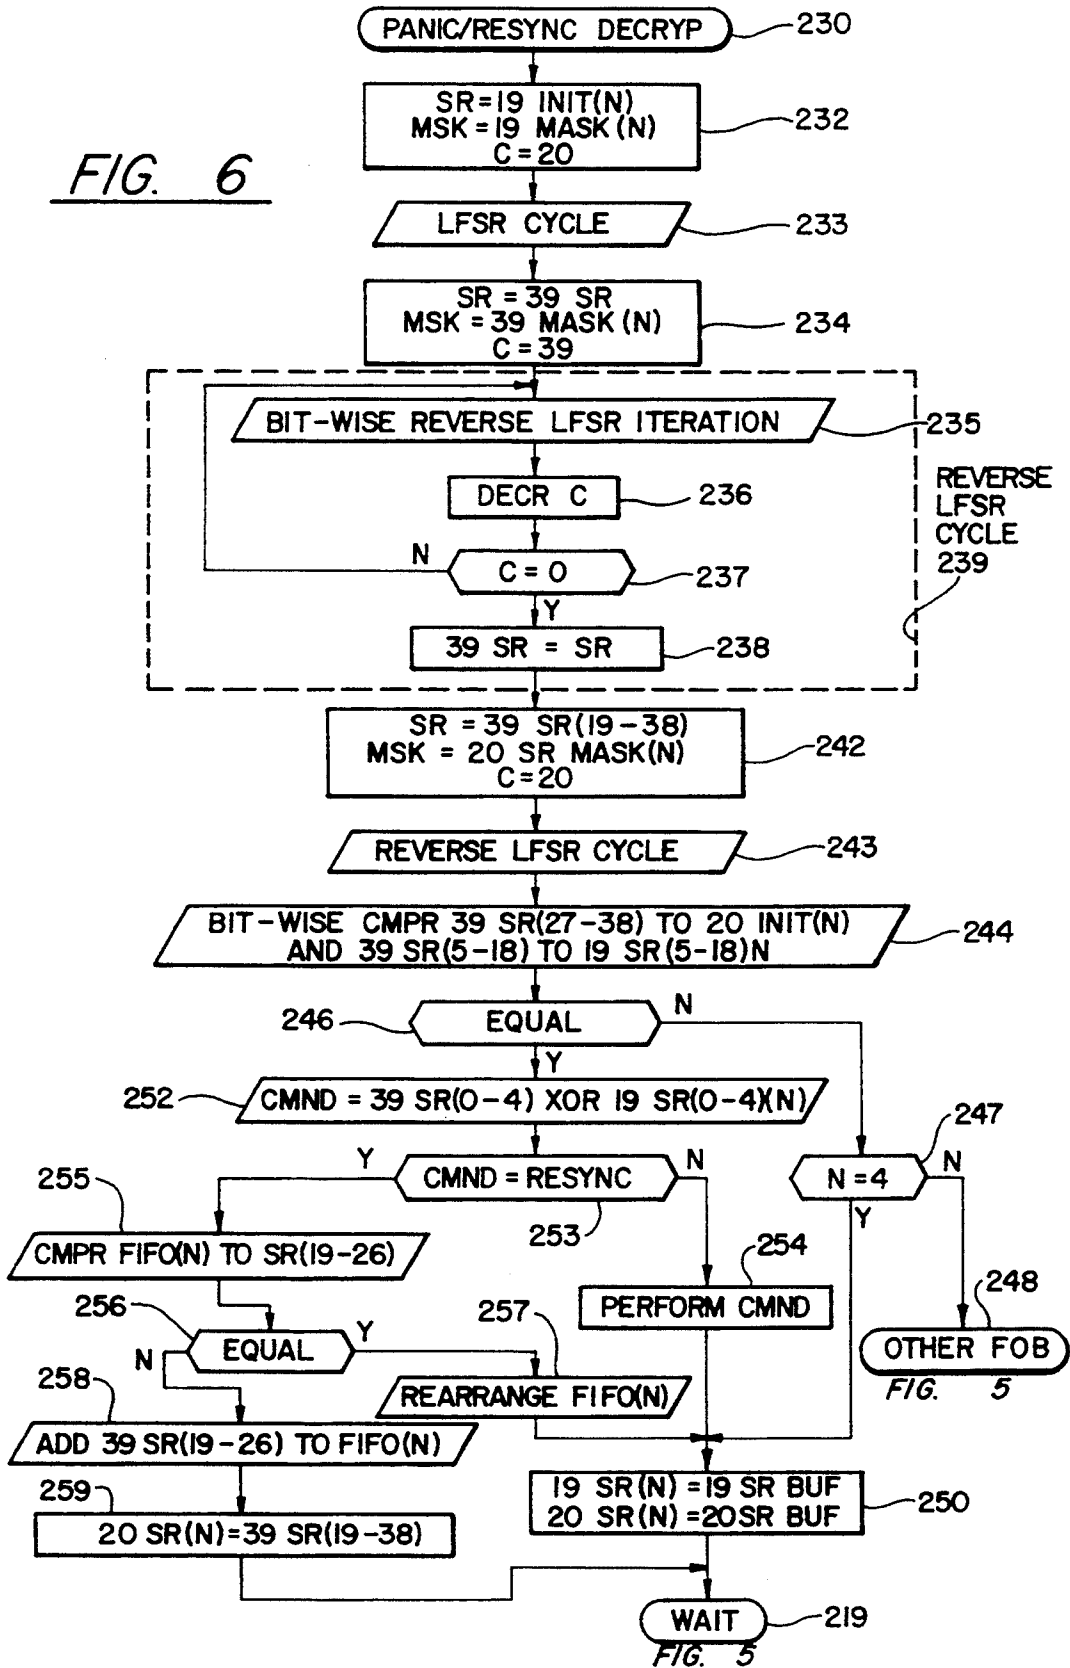 PANIC/RESYNC DECRYP
230
SR=19 INIT(N)
MSK=19 MASK(N)
C=20
232
FIG. 6
LFSR CYCLE
233
SR=39 SR
MSK=39 MASK(N)
C=39
234
BIT-WISE REVERSE LFSR ITERATION
235
DECR C
236
REVERSE
LFSR
CYCLE
239
N
C=0
237
Y
39 SR = SR
238
SR = 39 SR(19-38)
MSK = 20 SR MASK(N)
C=20
242
REVERSE LFSR CYCLE
243
BIT-WISE CMPR 39 SR(27-38) TO 20 INIT(N)
AND 39 SR(5-18) TO 19 SR(5-18)N
244
246
EQUAL
N
Y
252
CMND = 39 SR(0-4) XOR 19 SR(0-4)(N)
247
255
Y
CMND = RESYNC
N
N=4
N
253
Y
CMPR FIFO(N) TO SR(19-26)
254
256
257
PERFORM CMND
248
EQUAL
Y
N
OTHER FOB
FIG. 5
258
REARRANGE FIFO(N)
ADD 39 SR(19-26) TO FIFO(N)
259
19 SR(N)=19 SR BUF
20 SR(N)=20 SR BUF
250
20 SR(N)=39 SR(19-38)
WAIT
219
FIG. 5